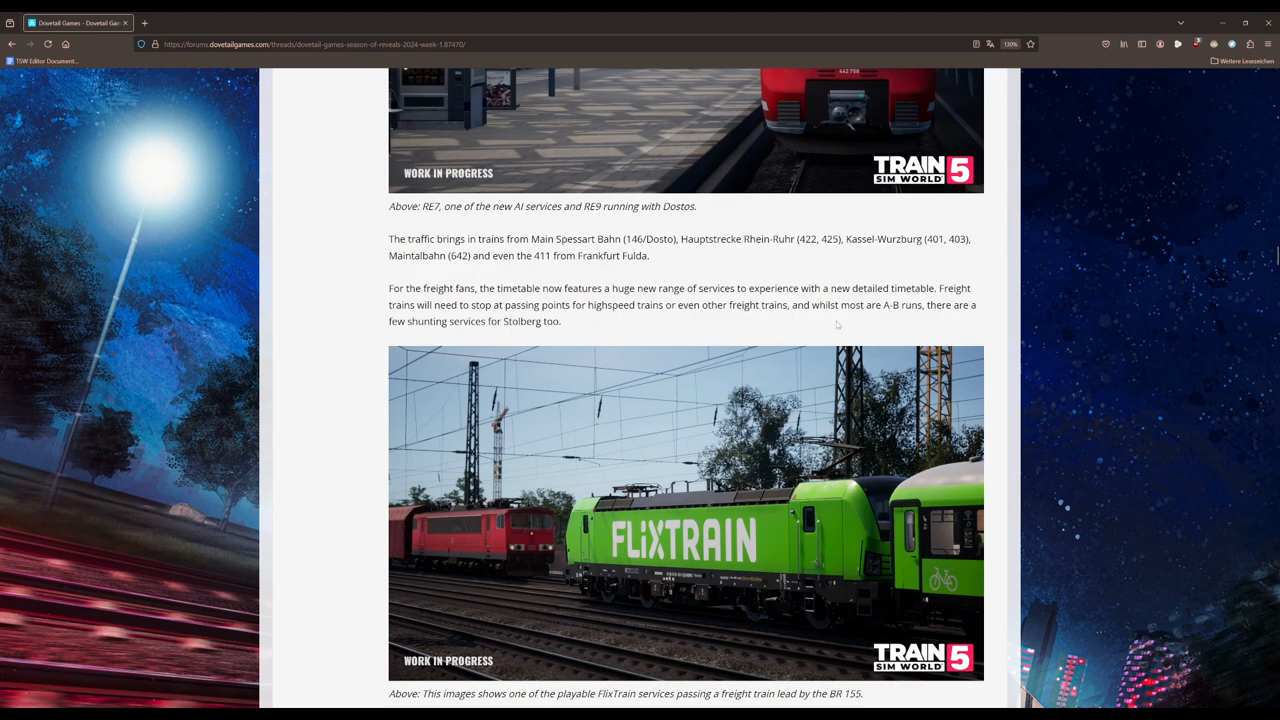 Dovetail Games - Dovetail Gam
https://forums.dovetailgames.com/threads/dovetail-games-season-of-reveals-2024-week-1.87470/
130%
TSW Editor Document...
Weitere Lesezeichen
442 758
WORK IN PROGRESS
TRAIN
SIM WORLD 5
Above: RE7, one of the new AI services and RE9 running with Dostos.
The traffic brings in trains from Main Spessart Bahn (146/Dosto), Hauptstrecke Rhein-Ruhr (422, 425), Kassel-Wurzburg (401, 403),
Maintalbahn (642) and even the 411 from Frankfurt Fulda.
For the freight fans, the timetable now features a huge new range of services to experience with a new detailed timetable. Freight
trains will need to stop at passing points for highspeed trains or even other freight trains, and whilst most are A-B runs, there are a
few shunting services for Stolberg too.
FLiXTRAIN
WORK IN PROGRESS
TRAIN
SIM WORLD 5
Above: This images shows one of the playable FlixTrain services passing a freight train lead by the BR 155.